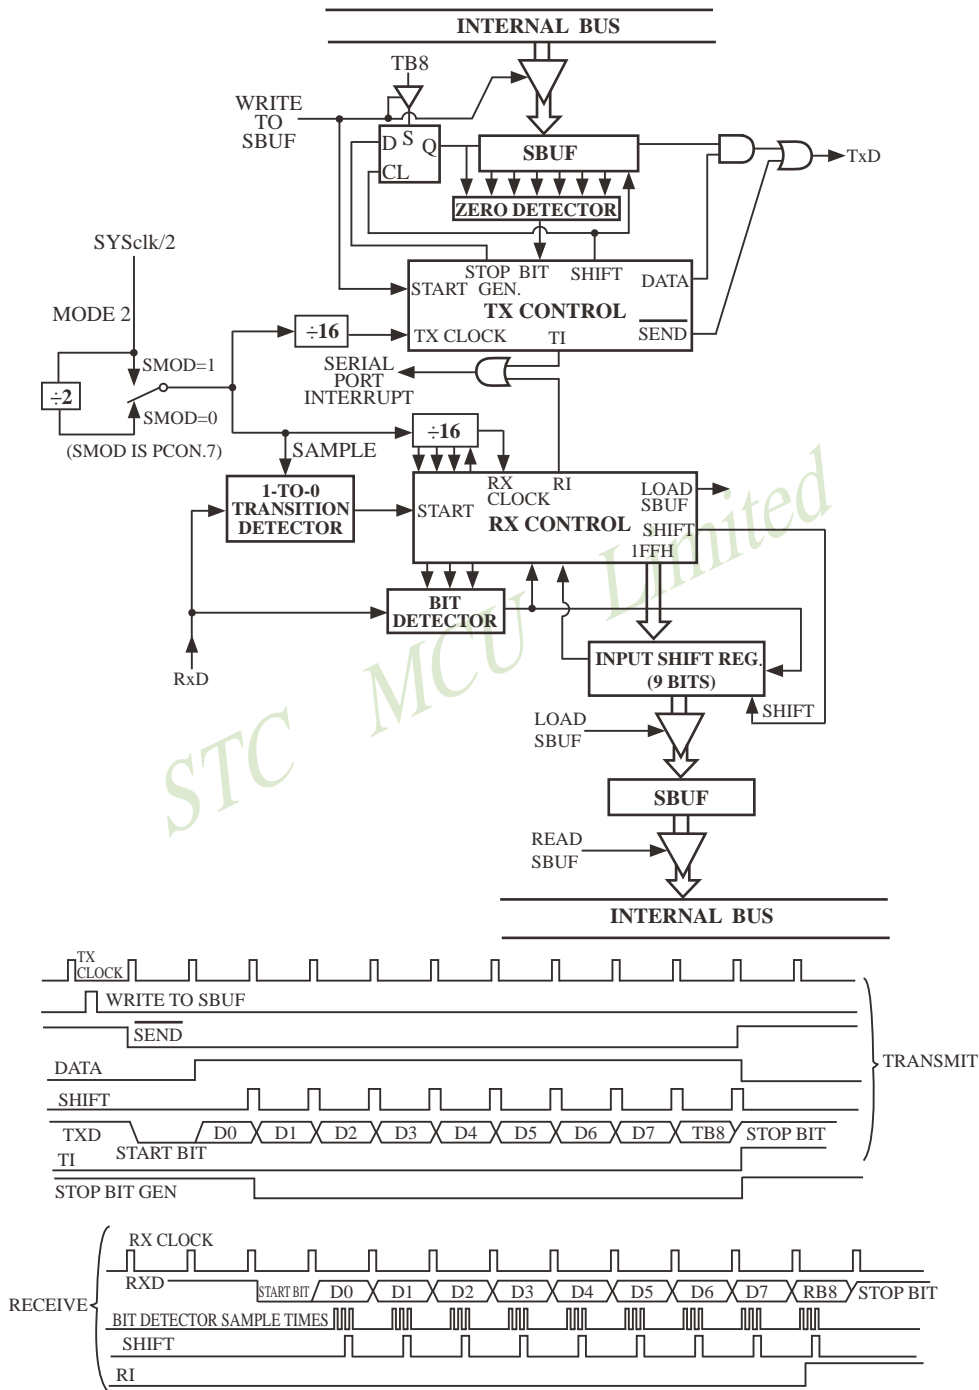 INTERNAL BUS
TB8
WRITE
TO
SBUF
D S Q
CL
SBUF
TxD
ZERO DETECTOR
SYSclk/2
STOP BIT SHIFT
GEN.
DATA
START
TX CONTROL
MODE 2
÷16
TX CLOCK TI SEND
SERIAL
PORT
INTERRUPT
SMOD=1
÷2
SMOD=0
(SMOD IS PCON.7)
SAMPLE
÷16
1-TO-0
TRANSITION
DETECTOR
RX
CLOCK
RI
LOAD
SBUF
START
RX CONTROL
SHIFT
1FFH
BIT
DETECTOR
RxD
INPUT SHIFT REG.
(9 BITS)
SHIFT
LOAD
SBUF
SBUF
READ
SBUF
INTERNAL BUS
STC MCU Limited
TX
CLOCK
WRITE TO SBUF
SEND
DATA
TRANSMIT
SHIFT
TXD D0 D1 D2 D3 D4 D5 D6 D7 TB8 STOP BIT
START BIT
TI
STOP BIT GEN
RX CLOCK
RXD START BIT D0 D1 D2 D3 D4 D5 D6 D7 RB8 STOP BIT
RECEIVE
BIT DETECTOR SAMPLE TIMES
SHIFT
RI